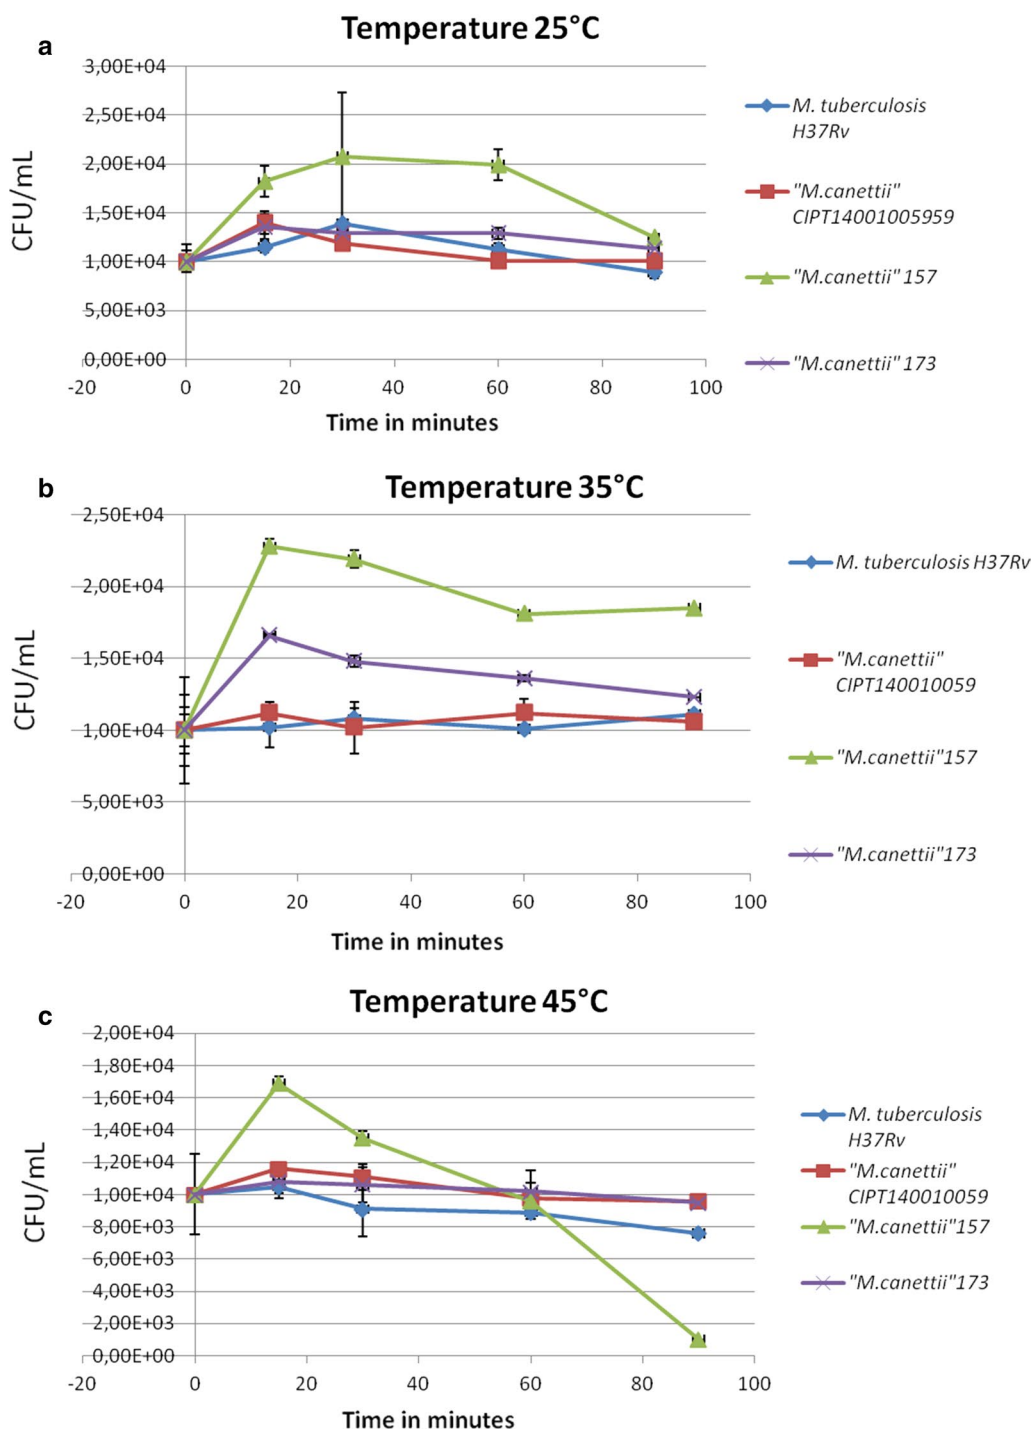 a
Temperature 25°C
3,00E+04
2,50E+04
2,00E+04
1,50E+04
1,00E+04
5,00E+03
0,00E+00
-20
0
20
40
60
80
100
CFU/mL
Time in minutes
M. tuberculosis
H37Rv
"M.canettii"
CIPT14001005959
"M.canettii" 157
"M.canettii" 173
b
Temperature 35°C
2,50E+04
2,00E+04
1,50E+04
1,00E+04
5,00E+03
0,00E+00
-20
0
20
40
60
80
100
CFU/mL
Time in minutes
M. tuberculosis H37Rv
"M.canettii"
CIPT140010059
"M.canettii"157
"M.canettii"173
c
Temperature 45°C
2,00E+04
1,80E+04
1,60E+04
1,40E+04
1,20E+04
1,00E+04
8,00E+03
6,00E+03
4,00E+03
2,00E+03
0,00E+00
-20
0
20
40
60
80
100
CFU/mL
Time in minutes
M. tuberculosis
H37Rv
"M.canettii"
CIPT140010059
"M.canettii"157
"M.canettii"173